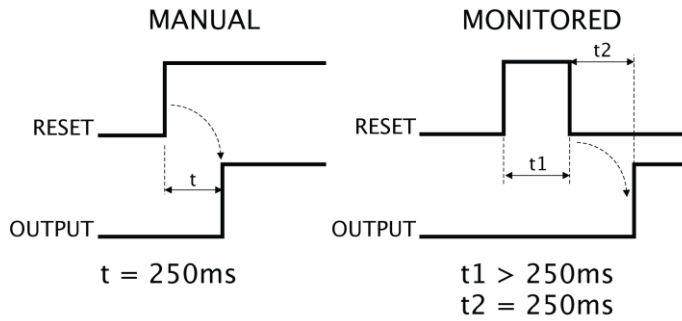 MANUAL
RESET
t
OUTPUT
t = 250ms
MONITORED
t2
RESET
t1
OUTPUT
t1 > 250ms
t2 = 250ms